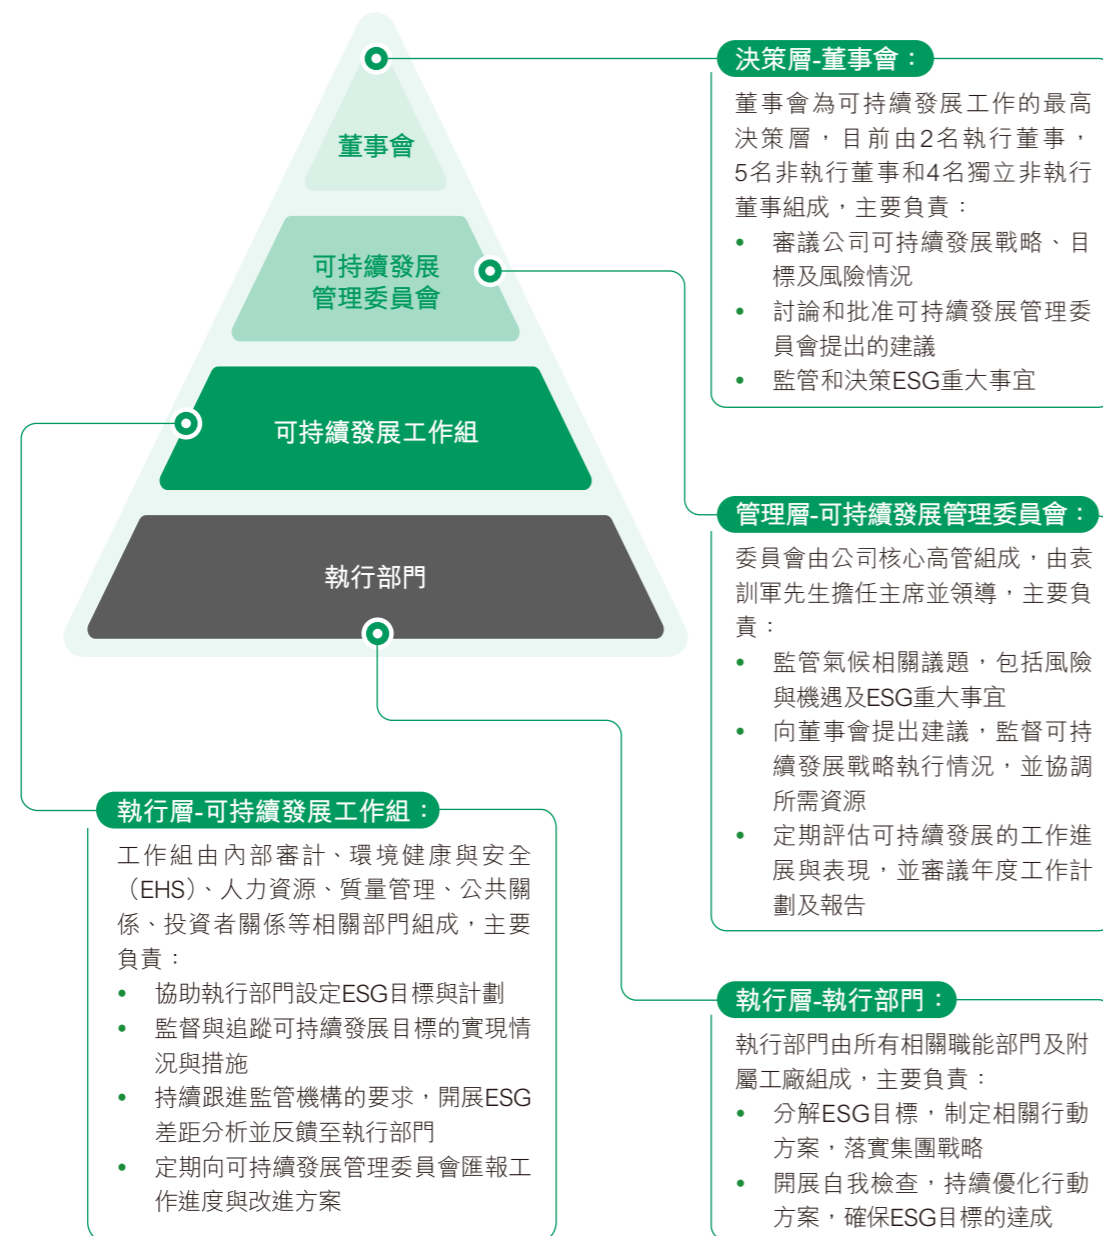 董事會
可持續發展
管理委員會
可持續發展工作組
執行部門
決策層-董事會：
董事會為可持續發展工作的最高
決策層，目前由2名執行董事，
5名非執行董事和4名獨立非執行
董事組成，主要負責：
• 審議公司可持續發展戰略、目
標及風險情況
• 討論和批准可持續發展管理委
員會提出的建議
• 監管和決策ESG重大事宜
管理層-可持續發展管理委員會：
委員會由公司核心高管組成，由袁
訓軍先生擔任主席並領導，主要負
責：
• 監管氣候相關議題，包括風險
與機遇及ESG重大事宜
• 向董事會提出建議，監督可持
續發展戰略執行情況，並協調
所需資源
• 定期評估可持續發展的工作進
展與表現，並審議年度工作計
劃及報告
執行層-可持續發展工作組：
工作組由內部審計、環境健康與安全
（EHS）、人力資源、質量管理、公共關
係、投資者關係等相關部門組成，主要
負責：
• 協助執行部門設定ESG目標與計劃
• 監督與追蹤可持續發展目標的實現情
況與措施
• 持續跟進監管機構的要求，開展ESG
差距分析並反饋至執行部門
• 定期向可持續發展管理委員會匯報工
作進度與改進方案
執行層-執行部門：
執行部門由所有相關職能部門及附
屬工廠組成，主要負責：
• 分解ESG目標，制定相關行動
方案，落實集團戰略
• 開展自我檢查，持續優化行動
方案，確保ESG目標的達成